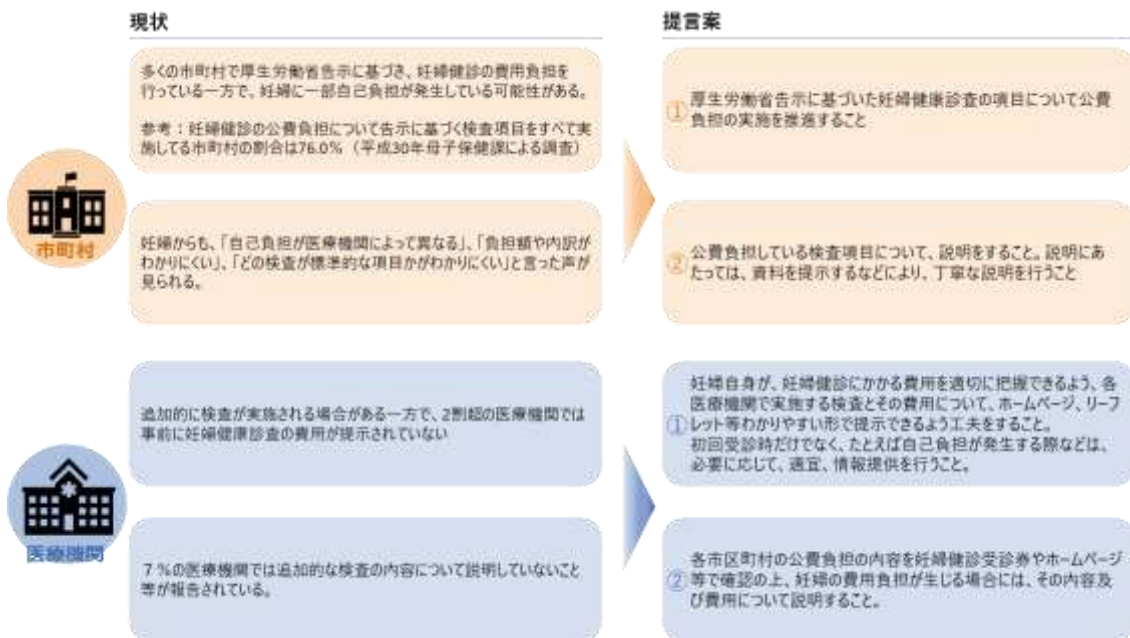 現状
提言案
多くの市町村で厚生労働省告示に基づき、妊婦健診の費用負担を
行っている一方で、妊婦に一部自己負担が発生している可能性がある。
参考：妊婦健診の公費負担について告示に基づく検査項目をすべて実
施してる市町村の割合は76.0％（平成30年母子保健課による調査）
①
厚生労働省告示に基づいた妊婦健康診査の項目について公費
負担の実施を推進すること
市町村
妊婦からも、「自己負担が医療機関によって異なる」、「負担額や内訳が
わかりにくい」、「どの検査が標準的な項目かがわかりにくい」と言った声が
見られる。
②
公費負担している検査項目について、説明をすること。説明にあ
たっては、資料を提示するなどにより、丁寧な説明を行うこと
追加的に検査が実施される場合がある一方で、2割超の医療機関では
事前に妊婦健康診査の費用が提示されていない
①
妊婦自身が、妊婦健診にかかる費用を適切に把握できるよう、各
医療機関で実施する検査とその費用について、ホームページ、リーフ
レット等わかりやすい形で提示できるよう工夫をすること。
初回受診時だけでなく、たとえば自己負担が発生する際などは、
必要に応じて、適宜、情報提供を行うこと。
医療機関
７％の医療機関では追加的な検査の内容について説明していないこと
等が報告されている。
②
各市区町村の公費負担の内容を妊婦健診受診券やホームページ
等で確認の上、妊婦の費用負担が生じる場合には、その内容及
び費用について説明すること。